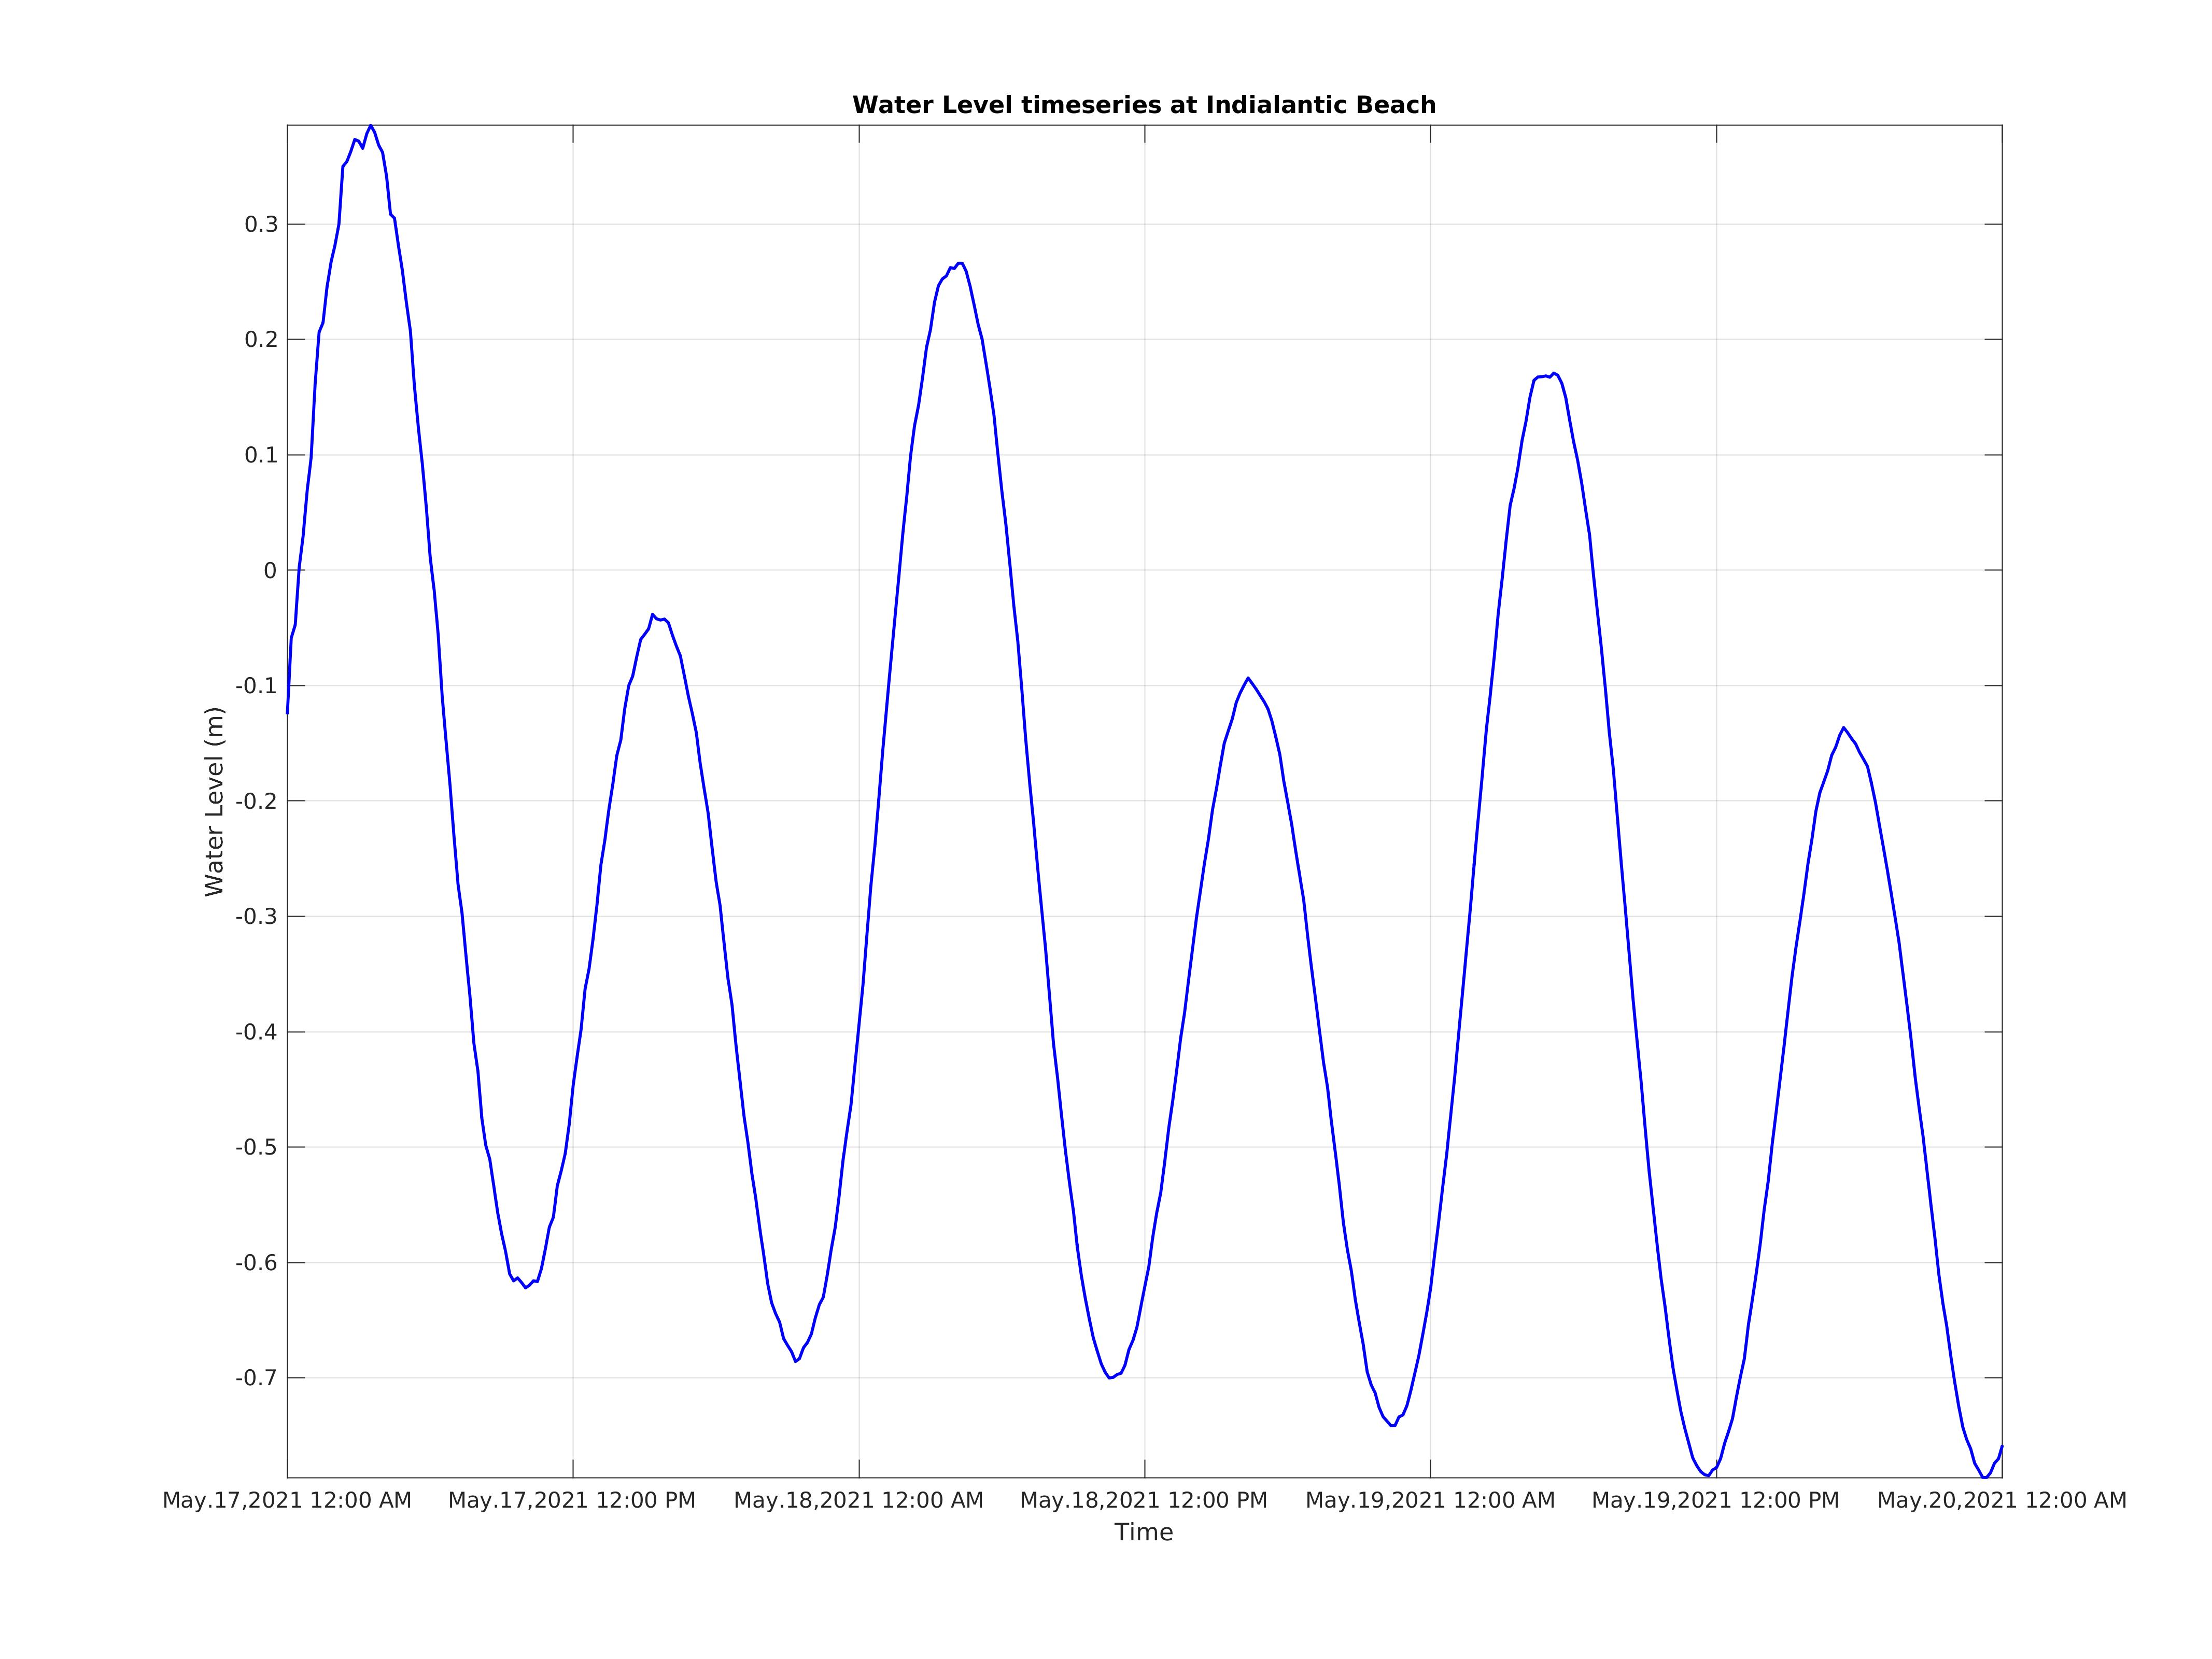 Water Level timeseries at Indialantic Beach
0.3
0.2
0.1
0
-0.1
-0.2
-0.3
-0.4
-0.5
-0.6
-0.7
Water Level (m)
May.17,2021 12:00 AM
May.17,2021 12:00 PM
May.18,2021 12:00 AM
May.18,2021 12:00 PM
May.19,2021 12:00 AM
May.19,2021 12:00 PM
May.20,2021 12:00 AM
Time